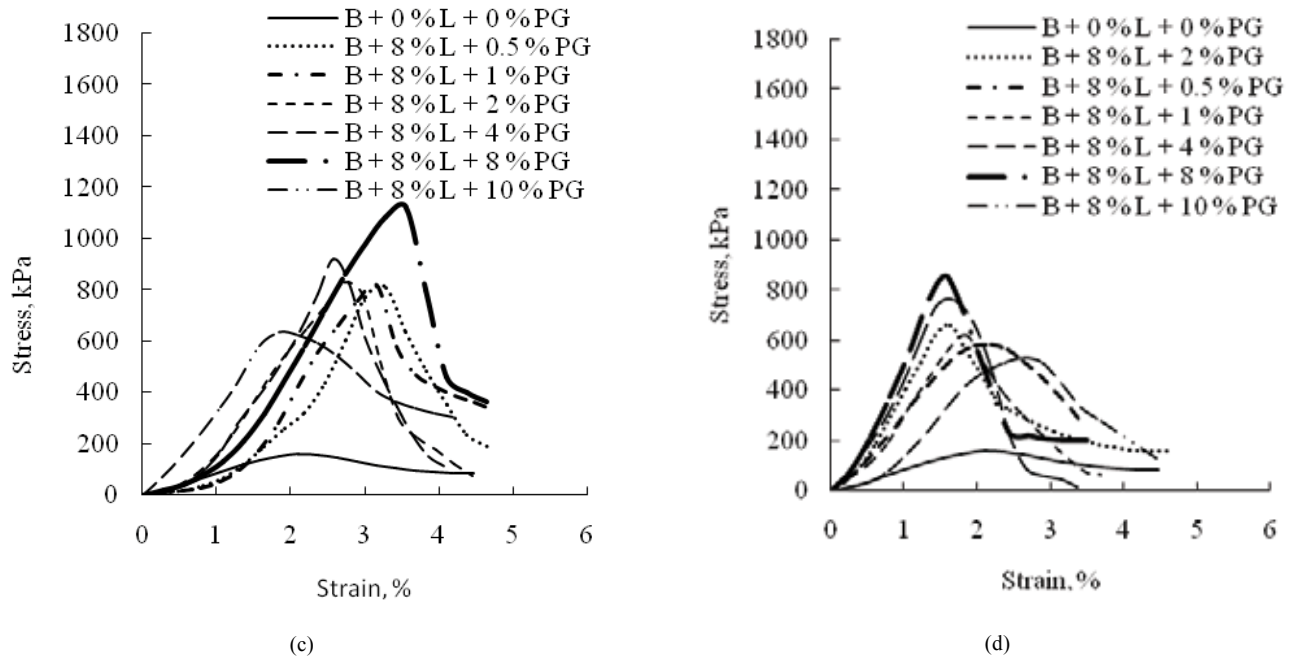 B + 0 % L + 0 % PG
B + 8 % L + 0.5 % PG
B + 8 % L + 1 % PG
B + 8 % L + 2 % PG
B + 8 % L + 4 % PG
B + 8 % L + 8 % PG
B + 8 % L + 10 % PG
1800
1600
1400
1200
1000
800
600
400
200
0
Stress, kPa
0 1 2 3 4 5 6
Strain, %
(c)
B + 0 % L + 0 % PG
B + 8 % L + 2 % PG
B + 8 % L + 0.5 % PG
B + 8 % L + 1 % PG
B + 8 % L + 4 % PG
B + 8 % L + 8 % PG
B + 8 % L + 10 % PG
1800
1600
1400
1200
1000
800
600
400
200
0
Stress, kPa
0 1 2 3 4 5 6
Strain, %
(d)